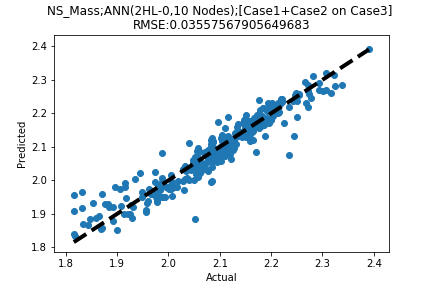 NS_Mass;ANN(2HL-0,10 Nodes);[Case1+Case2 on Case3]
RMSE:0.03557567905649683
2.4
2.3
2.2
2.1
2.0
1.9
1.8
Predicted
1.8 1.9 2.0 2.1 2.2 2.3 2.4
Actual